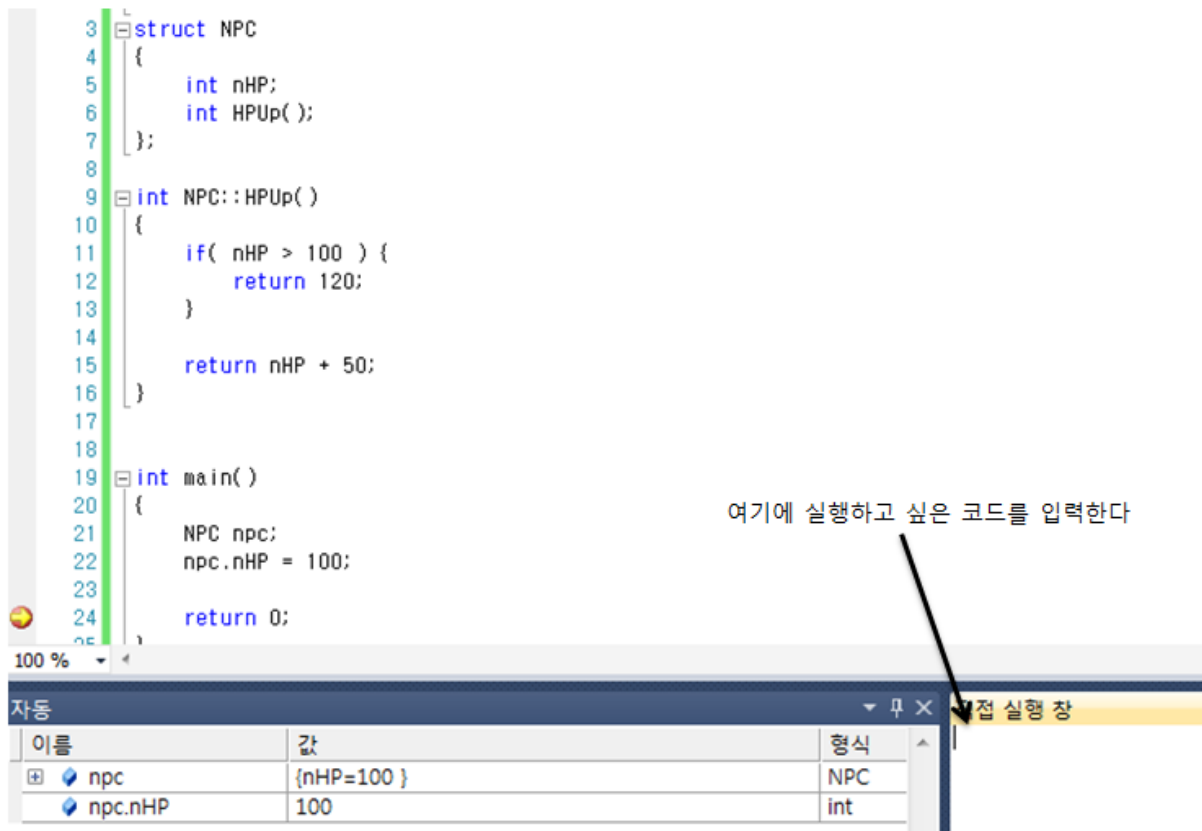 3 struct NPC
4 {
5 int nHP;
6 int HPUp();
7 };
8
9 int NPC::HPUp()
10 {
11 if( nHP > 100 ) {
12 return 120;
13 }
14
15 return nHP + 50;
16 }
17
18
19 int main()
20 {
21 NPC npc;
22 npc.nHP = 100;
23
24 return 0;
25 }
여기에 실행하고 싶은 코드를 입력한다
100 %
자동
접 실행 창
이름 값 형식
npc {nHP=100 } NPC
npc.nHP 100 int